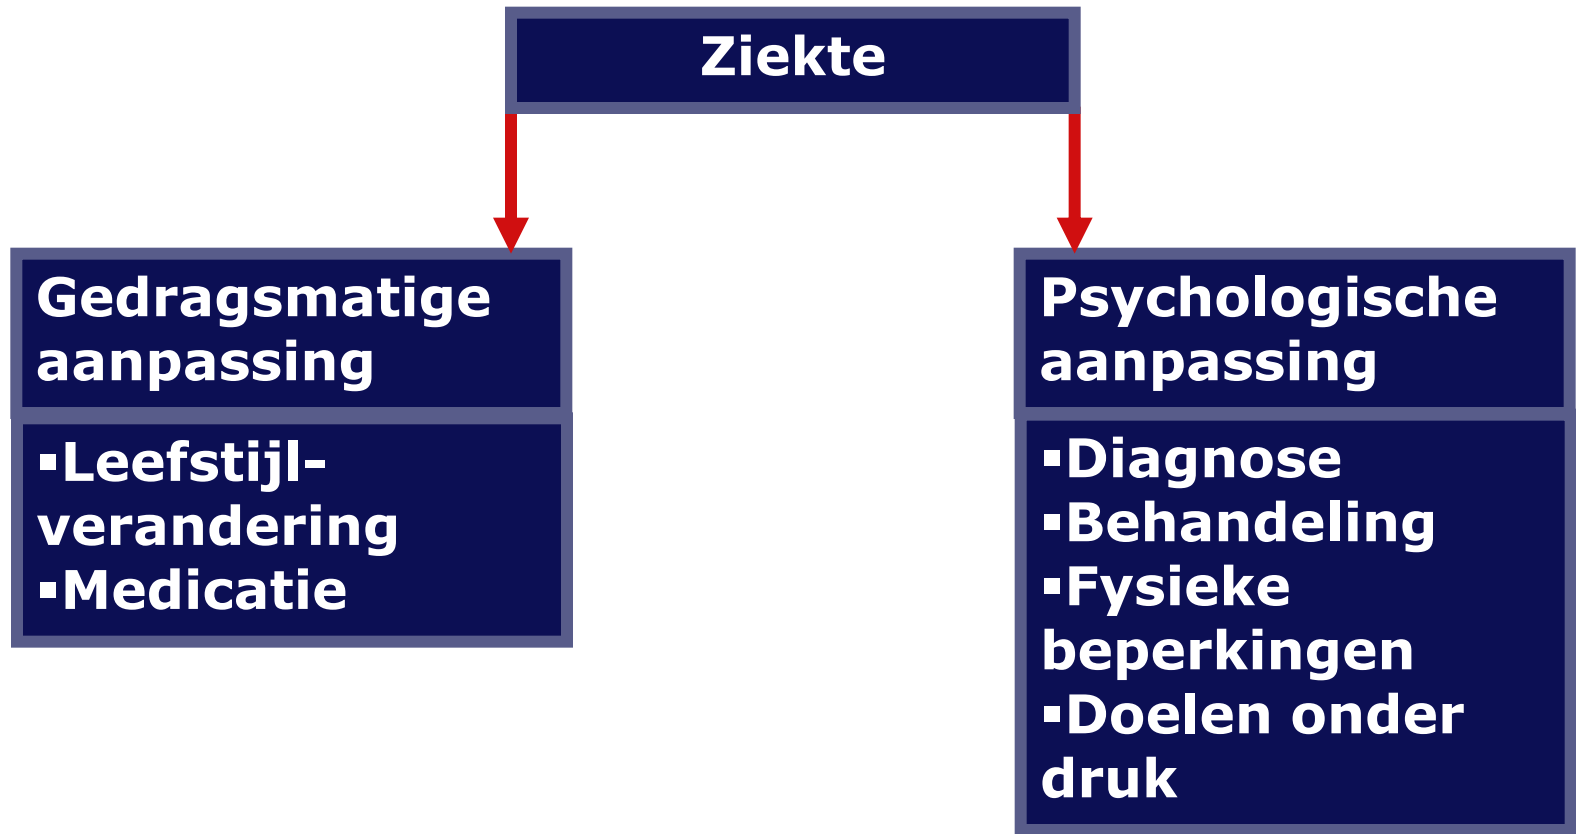 Ziekte
Gedragsmatige
aanpassing
▪Leefstijl-
verandering
▪Medicatie
Psychologische
aanpassing
▪Diagnose
▪Behandeling
▪Fysieke
beperkingen
▪Doelen onder
druk